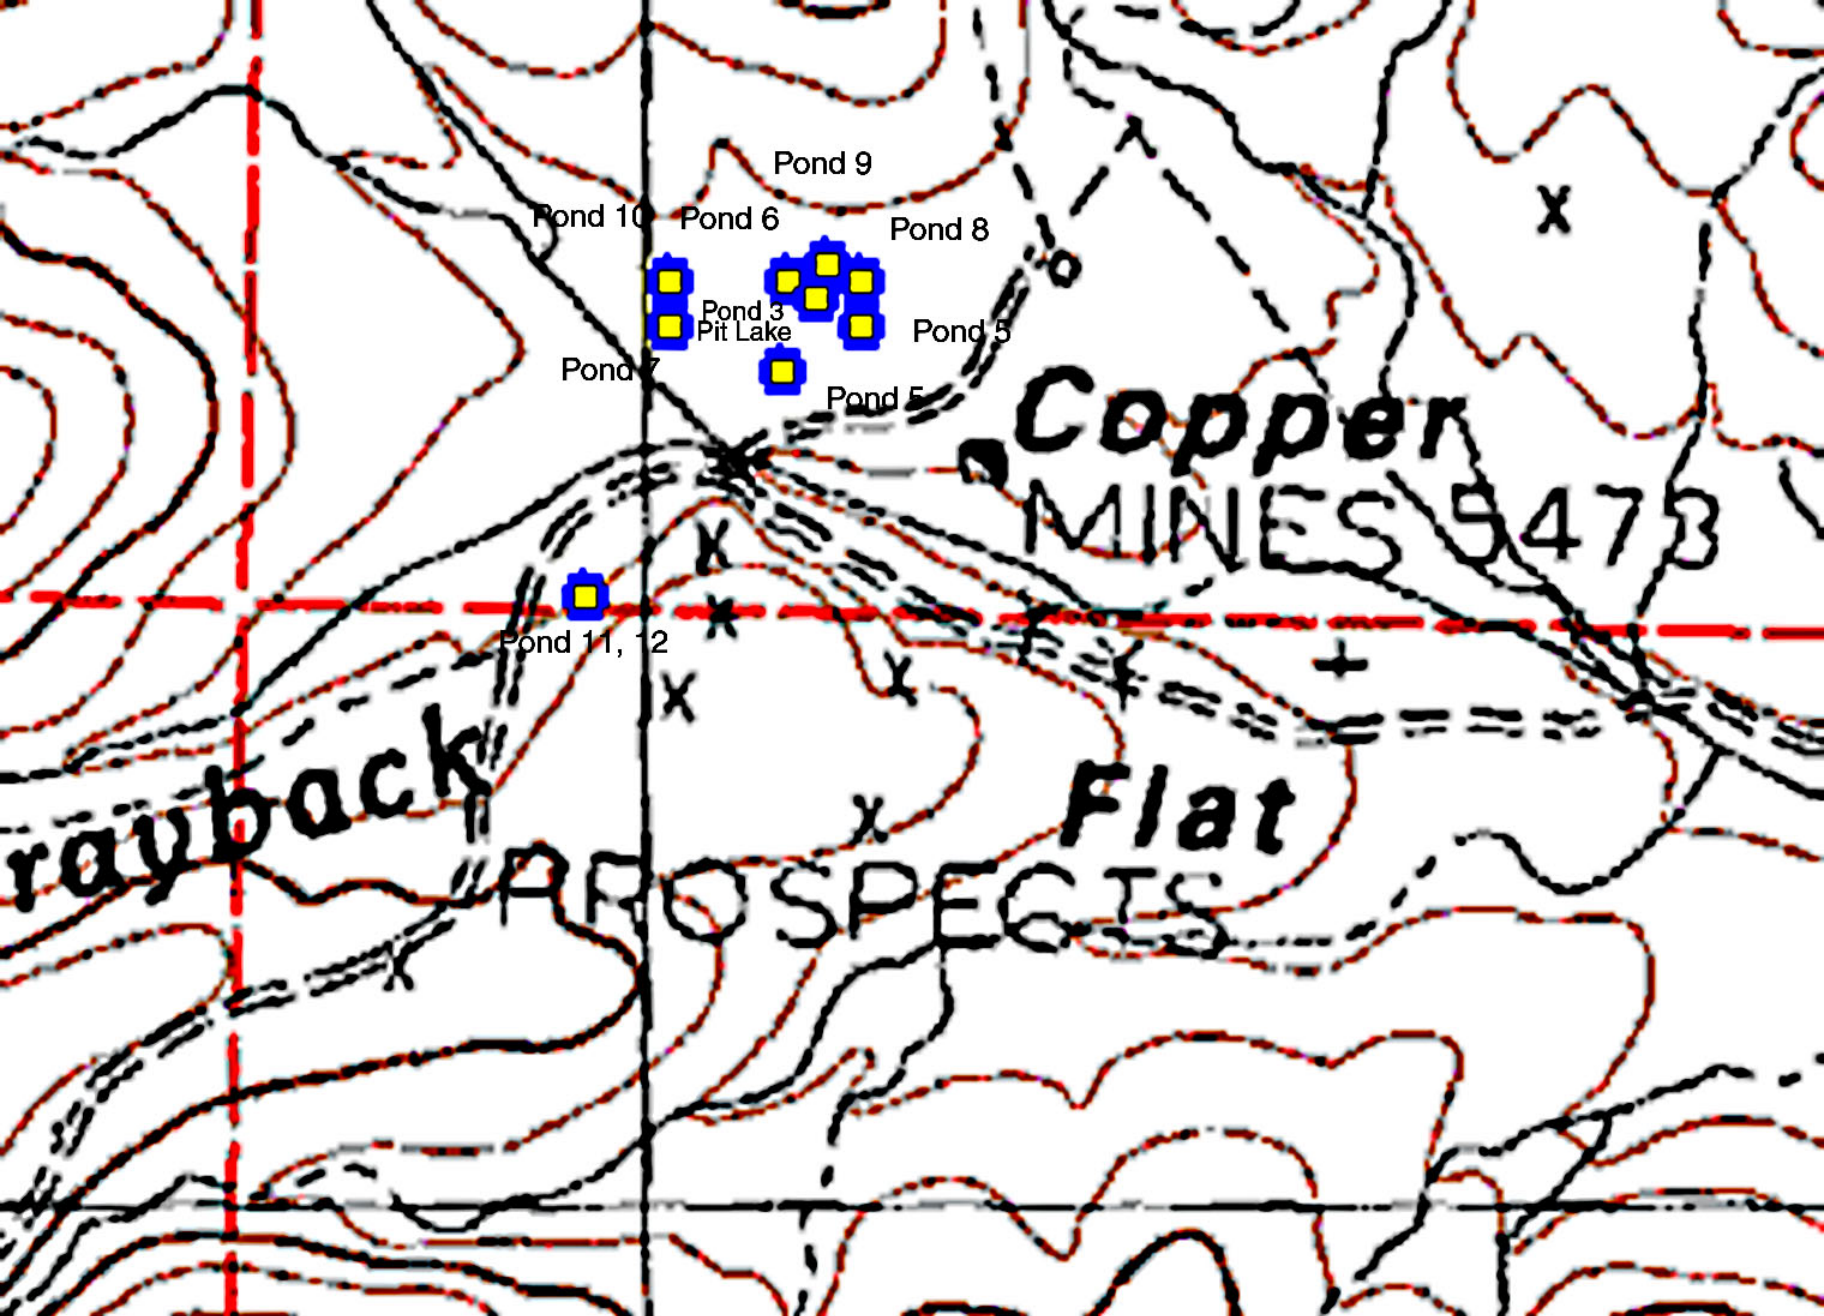 Pond 9
Pond 10
Pond 6
Pond 8
Pond 3
Pit Lake
Pond 5
Pond 7
Pond 5
Copper
MINES 5473
Pond 11, 12
rayback
Flat
PROSPECTS